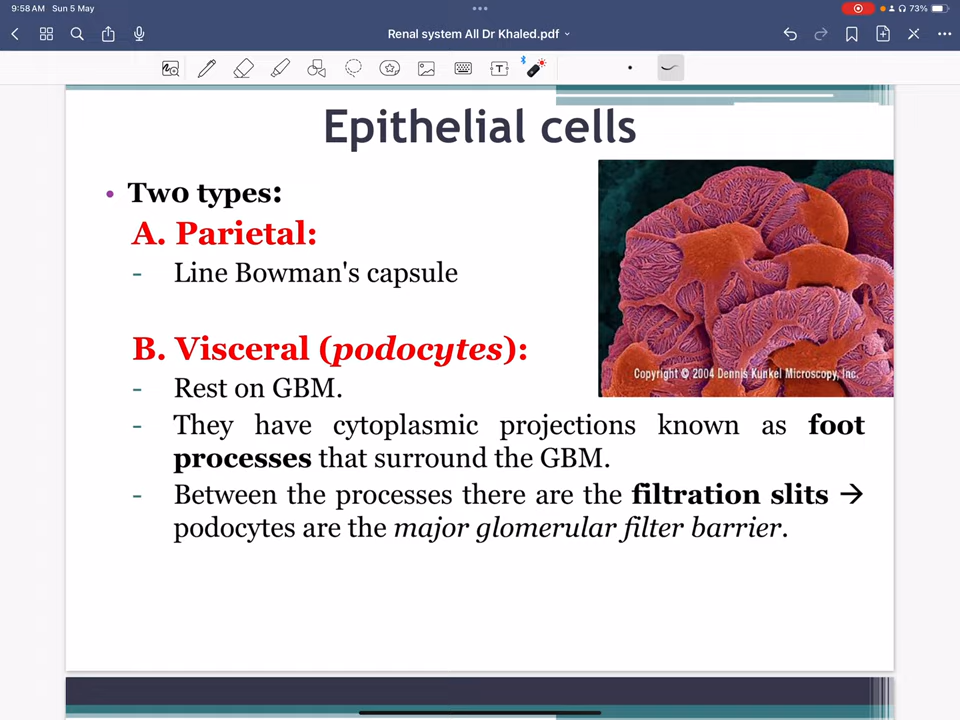 9:58 AM Sun 5 May
73%
Renal system All Dr Khaled.pdf
T
Epithelial cells
• Two types:
A. Parietal:
- Line Bowman's capsule
B. Visceral (podocytes):
- Rest on GBM.
- They have cytoplasmic projections known as foot
processes that surround the GBM.
- Between the processes there are the filtration slits →
podocytes are the major glomerular filter barrier.
Copyright © 2004 Dennis Kunkel Microscopy, Inc.